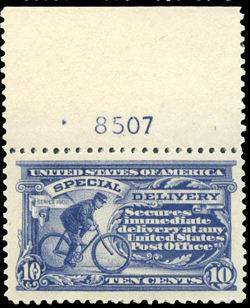 8507
UNITED STATES OF AMERICA
SPECIAL
DELIVERY
SERIES 1902
Secures
immediate
delivery at any
United States
Post Office.
10 TEN CENTS 10